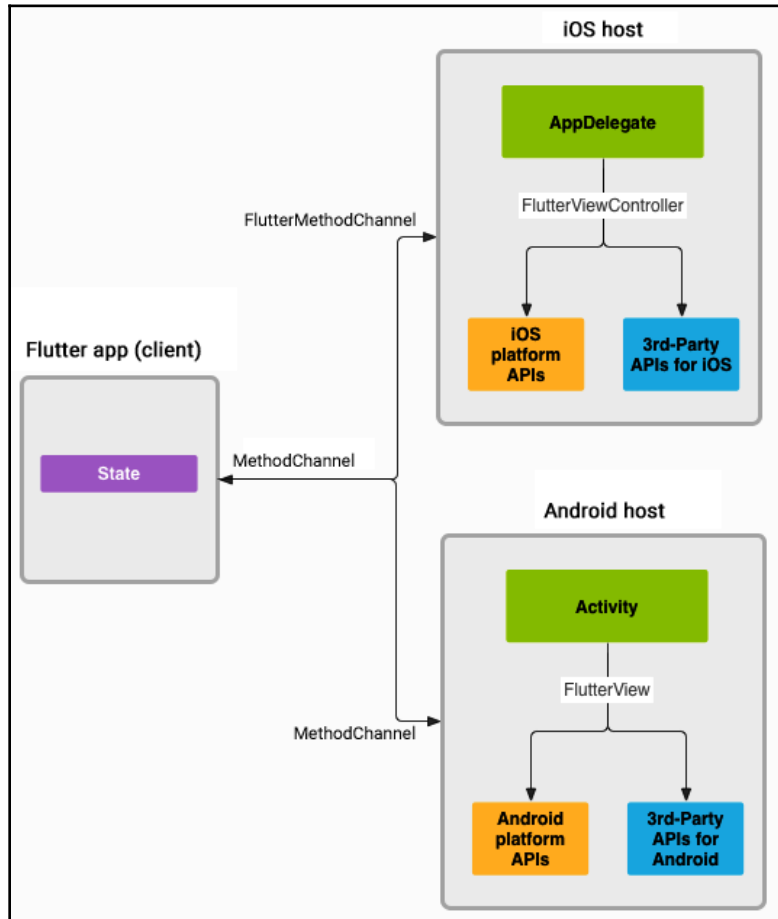 iOS host
AppDelegate
FlutterViewController
FlutterMethodChannel
iOS
platform
APIs
3rd-Party
APIs for iOS
Flutter app (client)
State
MethodChannel
Android host
Activity
FlutterView
MethodChannel
Android
platform
APIs
3rd-Party
APIs for
Android